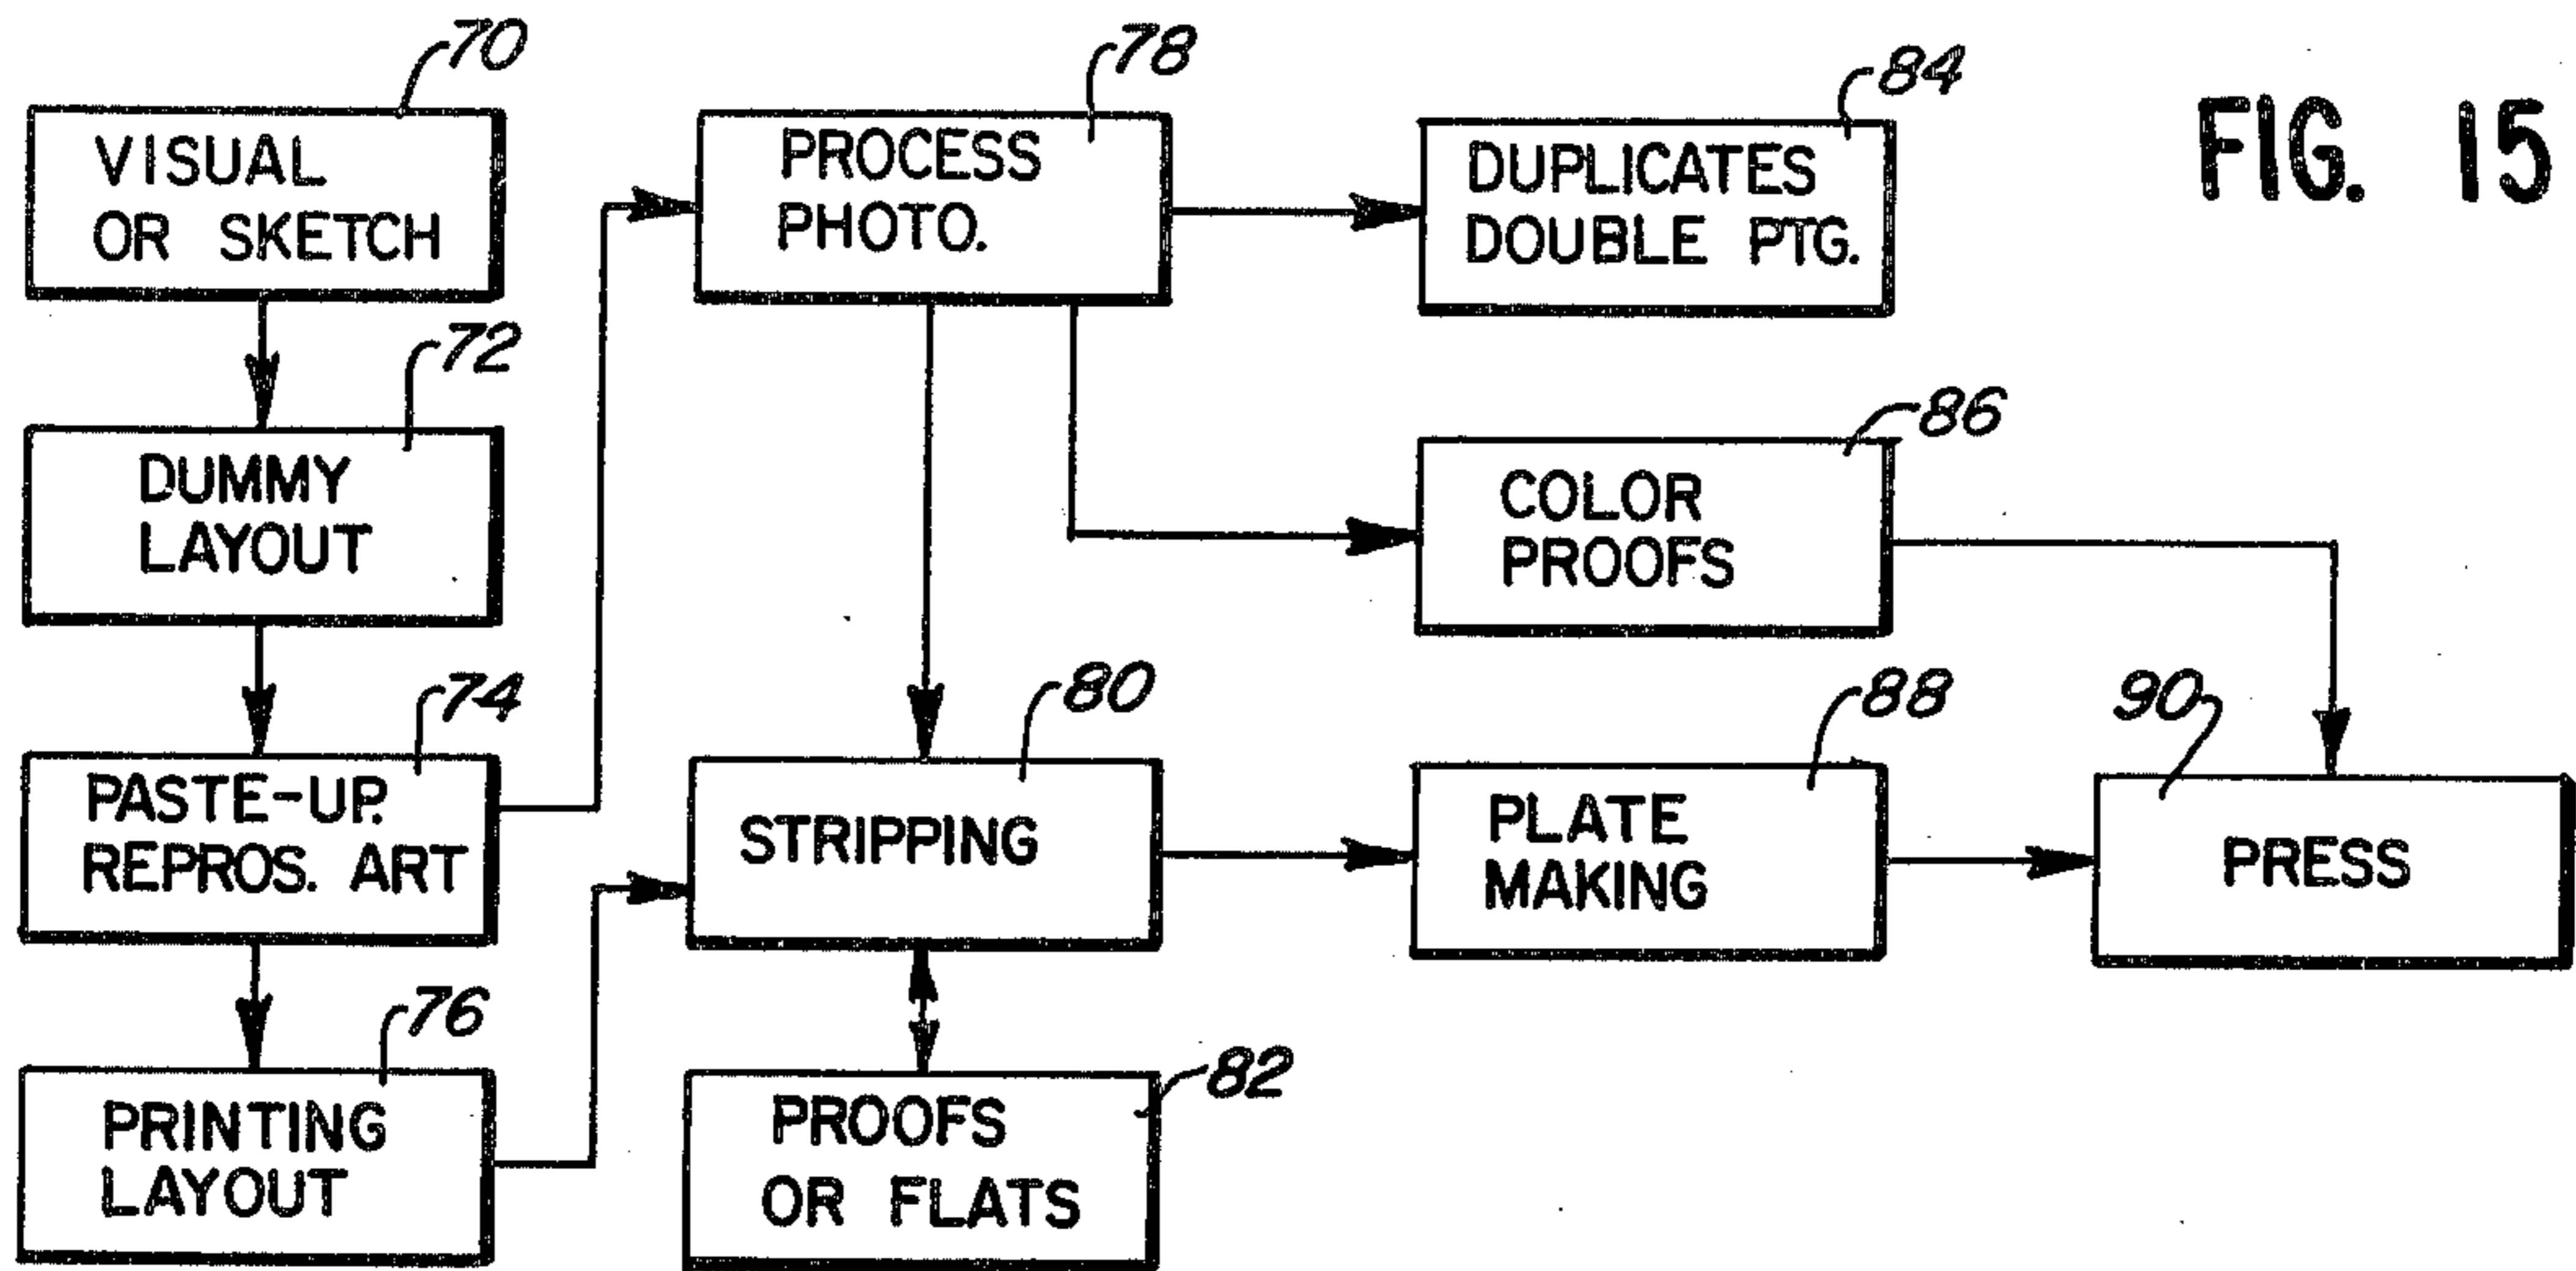 FIG. 15
70
VISUAL
OR SKETCH
72
DUMMY
LAYOUT
74
PASTE-UP.
REPROS. ART
76
PRINTING
LAYOUT
78
PROCESS
PHOTO.
80
STRIPPING
82
PROOFS
OR FLATS
84
DUPLICATES
DOUBLE PTG.
86
COLOR
PROOFS
88
PLATE
MAKING
90
PRESS